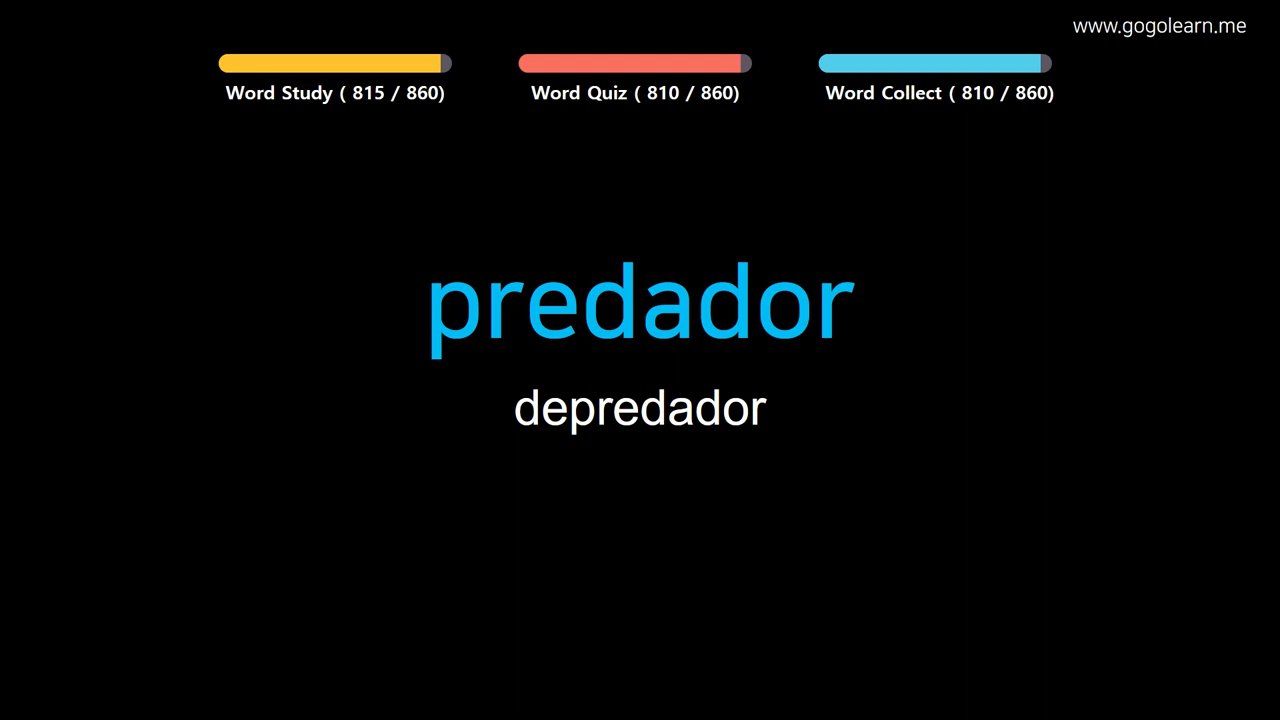 www.gogolearn.me
Word Study ( 815 / 860)
Word Quiz ( 810 / 860)
Word Collect ( 810 / 860)
predador
depredador